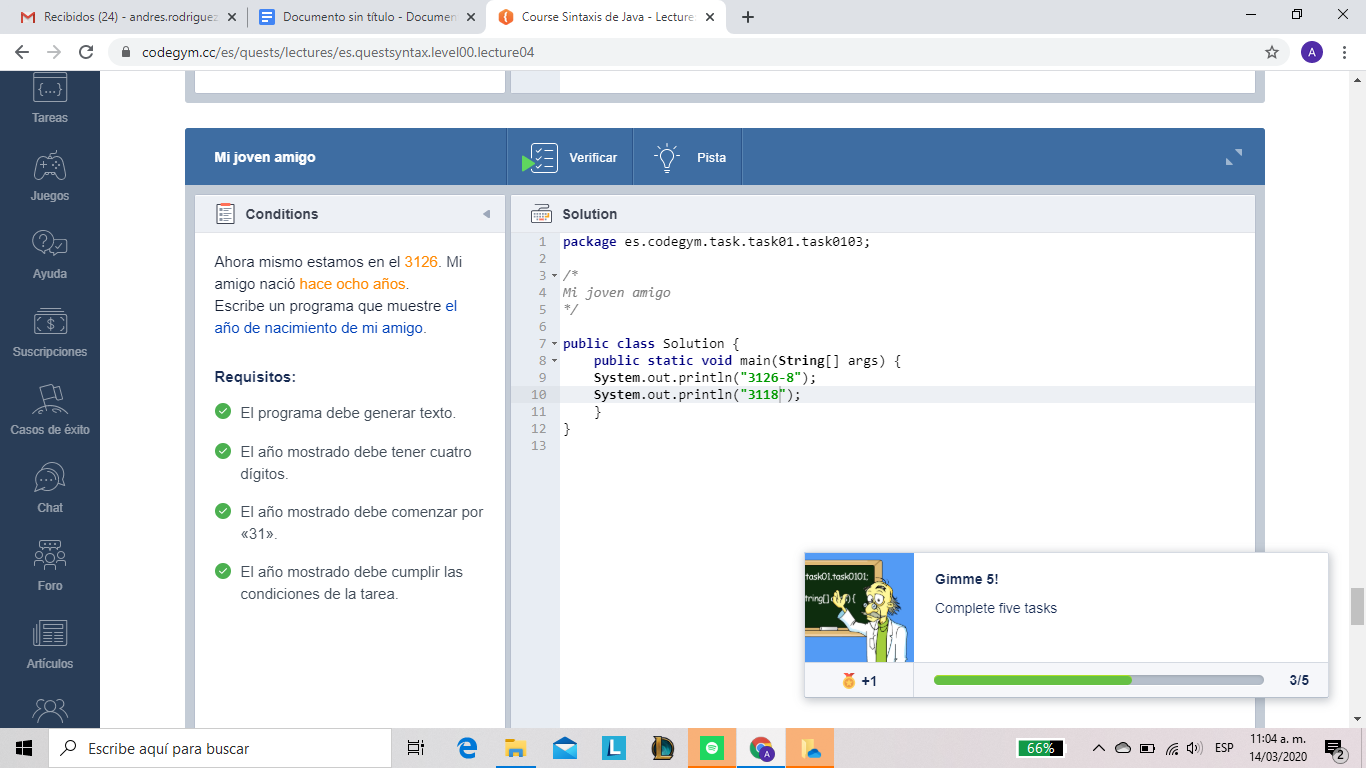 Recibidos (24) - andres.rodriguez
Documento sin título - Documen
Course Sintaxis de Java - Lecture
codegym.cc/es/quests/lectures/es.questsyntax.level00.lecture04
A
Tareas
Juegos
Ayuda
Suscripciones
Casos de éxito
Chat
Foro
Artículos
Mi joven amigo
Verificar
Pista
Conditions
Ahora mismo estamos en el 3126. Mi
amigo nació hace ocho años.
Escribe un programa que muestre el
año de nacimiento de mi amigo.
Requisitos:
El programa debe generar texto.
El año mostrado debe tener cuatro
dígitos.
El año mostrado debe comenzar por
«31».
El año mostrado debe cumplir las
condiciones de la tarea.
Solution
1 package es.codegym.task.task01.task0103;
2
3 /*
4 Mi joven amigo
5 */
6
7 public class Solution {
8 public static void main(String[] args) {
9 System.out.println("3126-8");
10 System.out.println("3118");
11 }
12 }
13
task01.task0101;
Gimme 5!
Complete five tasks
+1
3/5
Escribe aquí para buscar
66%
ESP
11:04 a. m.
14/03/2020
2